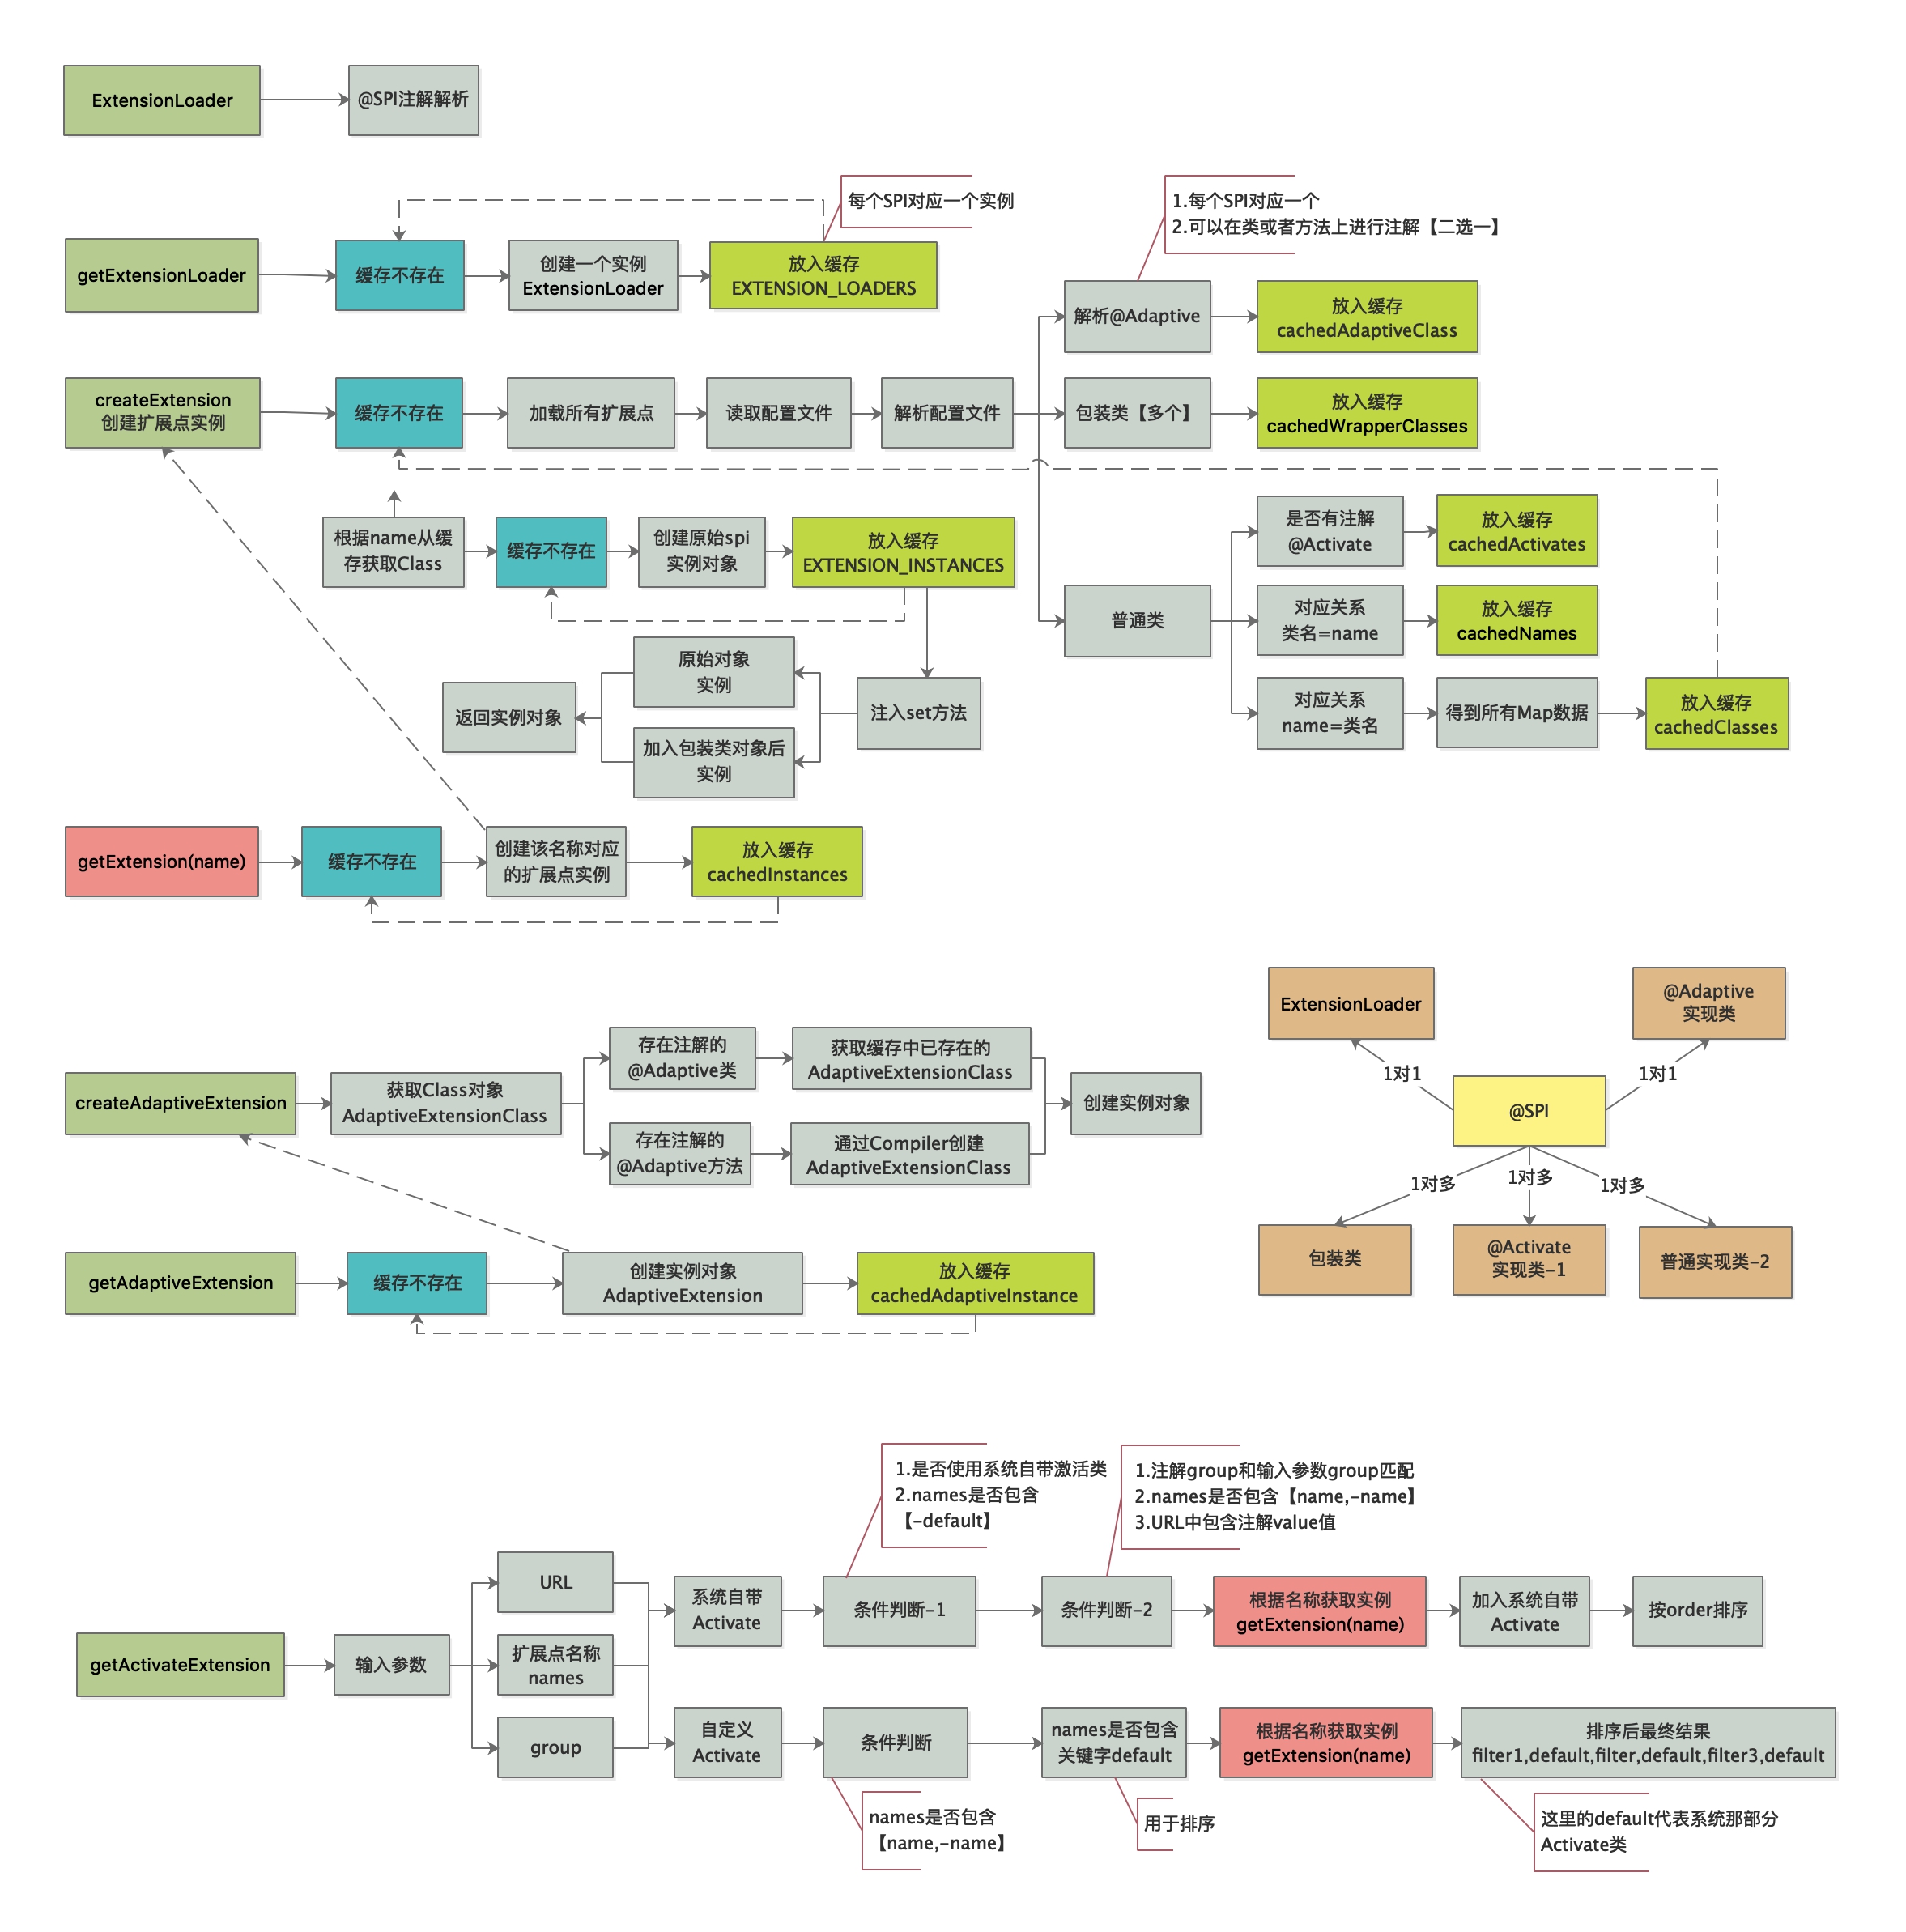 ExtensionLoader
@SPI注解解析
每个SPI对应一个实例
1.每个SPI对应一个
2.可以在类或者方法上进行注解【二选一】
getExtensionLoader
缓存不存在
创建一个实例
ExtensionLoader
放入缓存
EXTENSION_LOADERS
解析@Adaptive
放入缓存
cachedAdaptiveClass
createExtension
创建扩展点实例
缓存不存在
加载所有扩展点
读取配置文件
解析配置文件
包装类【多个】
放入缓存
cachedWrapperClasses
根据name从缓
存获取Class
缓存不存在
创建原始spi
实例对象
放入缓存
EXTENSION_INSTANCES
是否有注解
@Activate
放入缓存
cachedActivates
普通类
对应关系
类名=name
放入缓存
cachedNames
原始对象
实例
返回实例对象
加入包装类对象后
实例
注入set方法
对应关系
name=类名
得到所有Map数据
放入缓存
cachedClasses
getExtension(name)
缓存不存在
创建该名称对应
的扩展点实例
放入缓存
cachedInstances
ExtensionLoader
@Adaptive
实现类
1对1
1对1
@SPI
1对多
1对多
1对多
包装类
@Activate
实现类-1
普通实现类-2
createAdaptiveExtension
获取Class对象
AdaptiveExtensionClass
存在注解的
@Adaptive类
获取缓存中已存在的
AdaptiveExtensionClass
存在注解的
@Adaptive方法
通过Compiler创建
AdaptiveExtensionClass
创建实例对象
getAdaptiveExtension
缓存不存在
创建实例对象
AdaptiveExtension
放入缓存
cachedAdaptiveInstance
1.是否使用系统自带激活类
2.names是否包含
【-default】
1.注解group和输入参数group匹配
2.names是否包含【name,-name】
3.URL中包含注解value值
getActivateExtension
输入参数
URL
扩展点名称
names
group
系统自带
Activate
条件判断-1
条件判断-2
根据名称获取实例
getExtension(name)
加入系统自带
Activate
按order排序
自定义
Activate
条件判断
names是否包含
关键字default
根据名称获取实例
getExtension(name)
排序后最终结果
filter1,default,filter,default,filter3,default
names是否包含
【name,-name】
用于排序
这里的default代表系统那部分
Activate类